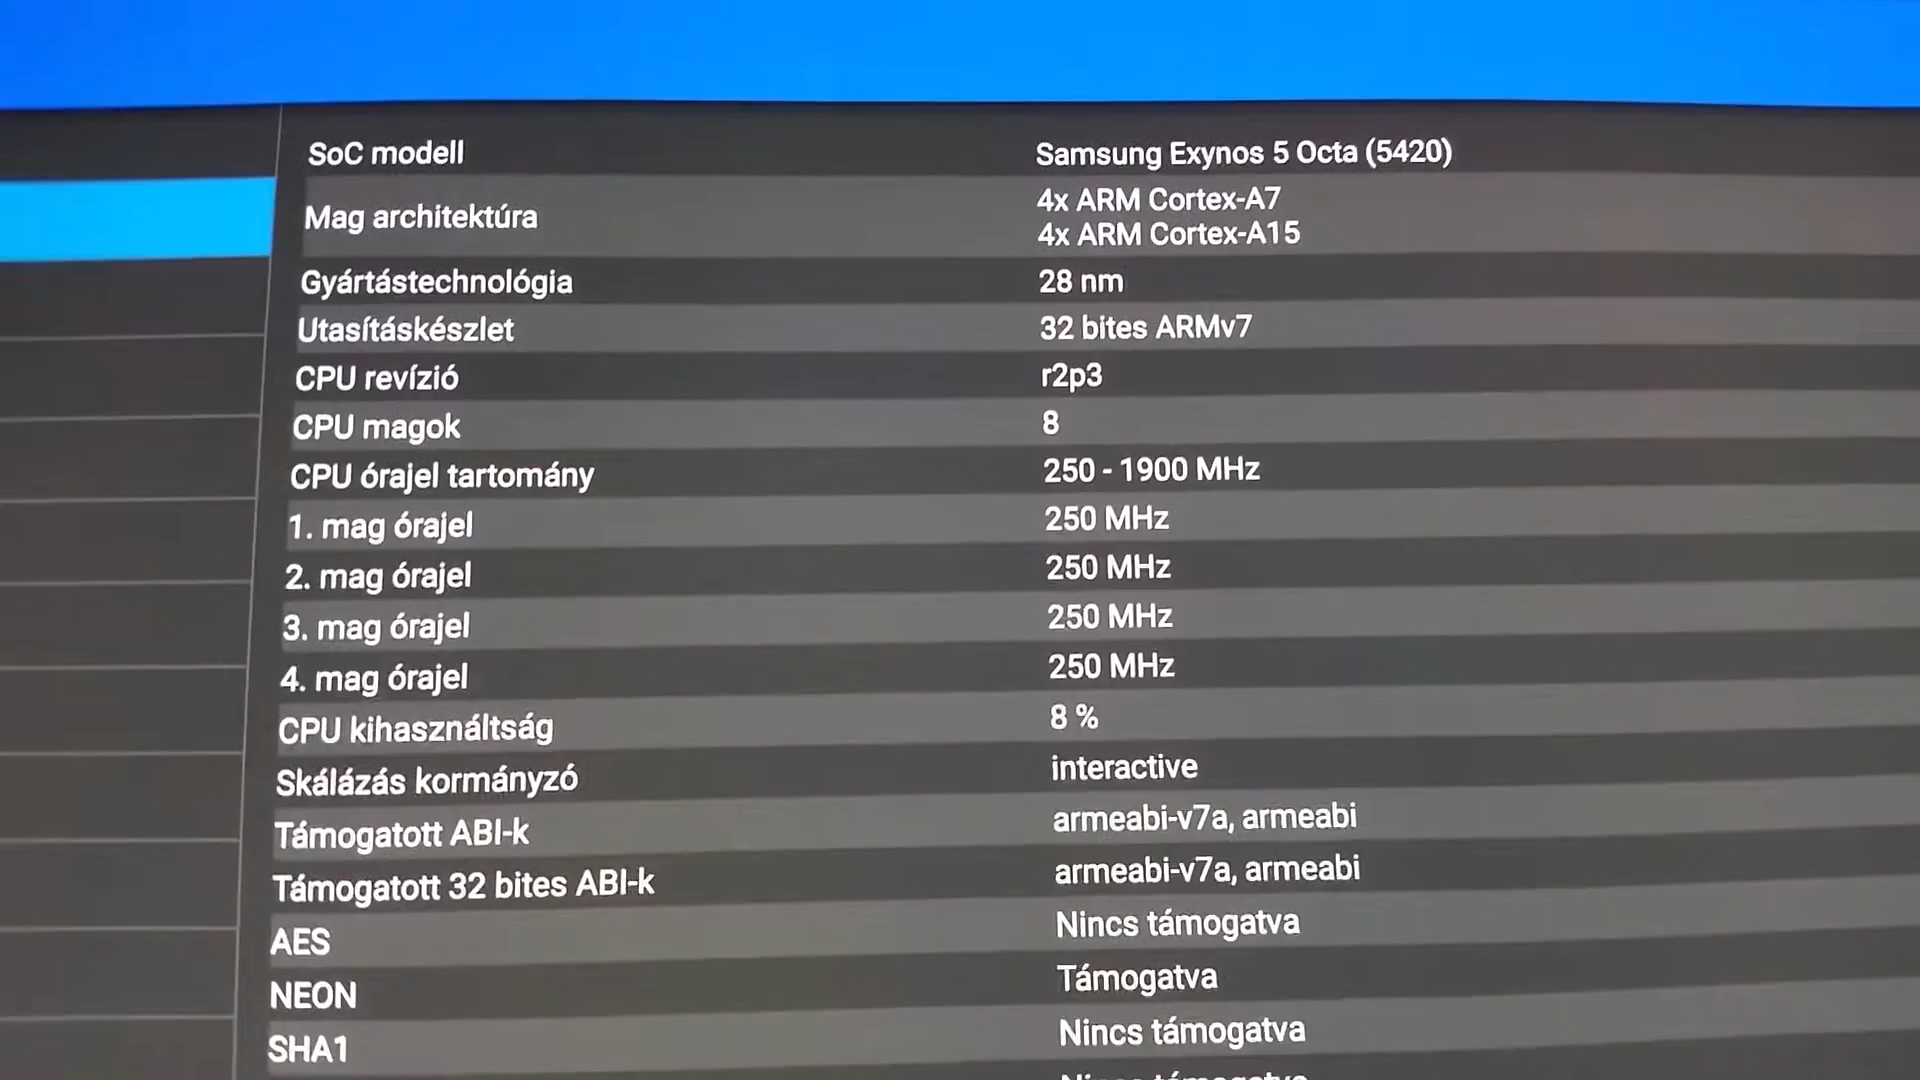 SoC modell Samsung Exynos 5 Octa (5420)
Mag architektúra 4x ARM Cortex-A7
4x ARM Cortex-A15
Gyártástechnológia 28 nm
Utasításkészlet 32 bites ARMv7
CPU revízió r2p3
CPU magok 8
CPU órajel tartomány 250 - 1900 MHz
1. mag órajel 250 MHz
2. mag órajel 250 MHz
3. mag órajel 250 MHz
4. mag órajel 250 MHz
CPU kihasználtság 8 %
Skálázás kormányzó interactive
Támogatott ABI-k armeabi-v7a, armeabi
Támogatott 32 bites ABI-k armeabi-v7a, armeabi
AES Nincs támogatva
NEON Támogatva
SHA1 Nincs támogatva